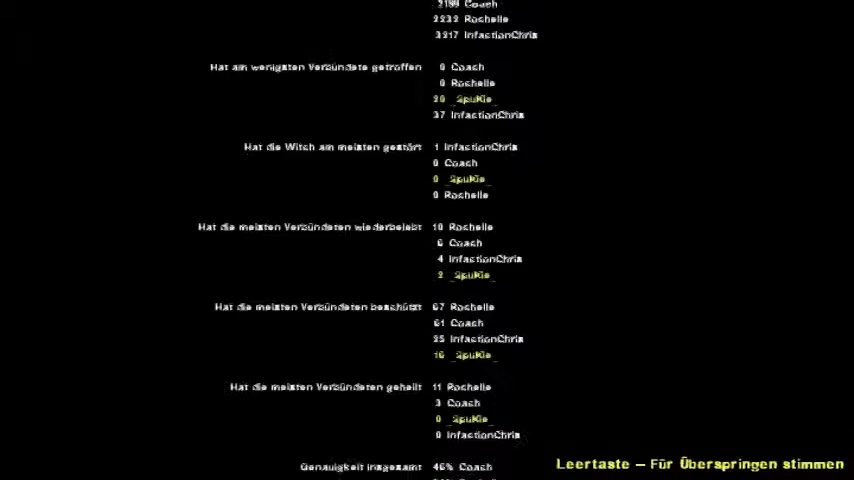 2199 Coach
2232 Rochelle
3217 InfactionChris
Hat am wenigsten Verbündete getroffen 0 Coach
0 Rochelle
20 _SpuKie_
37 InfactionChris
Hat die Witch am meisten gestört 1 InfactionChris
0 Coach
0 _SpuKie_
0 Rochelle
Hat die meisten Verbündeten wiederbelebt 10 Rochelle
6 Coach
4 InfactionChris
2 _SpuKie_
Hat die meisten Verbündeten beschützt 67 Rochelle
61 Coach
25 InfactionChris
16 _SpuKie_
Hat die meisten Verbündeten geheilt 11 Rochelle
3 Coach
0 _SpuKie_
0 InfactionChris
Genauigkeit insgesamt 46% Coach
Leertaste – Für Überspringen stimmen